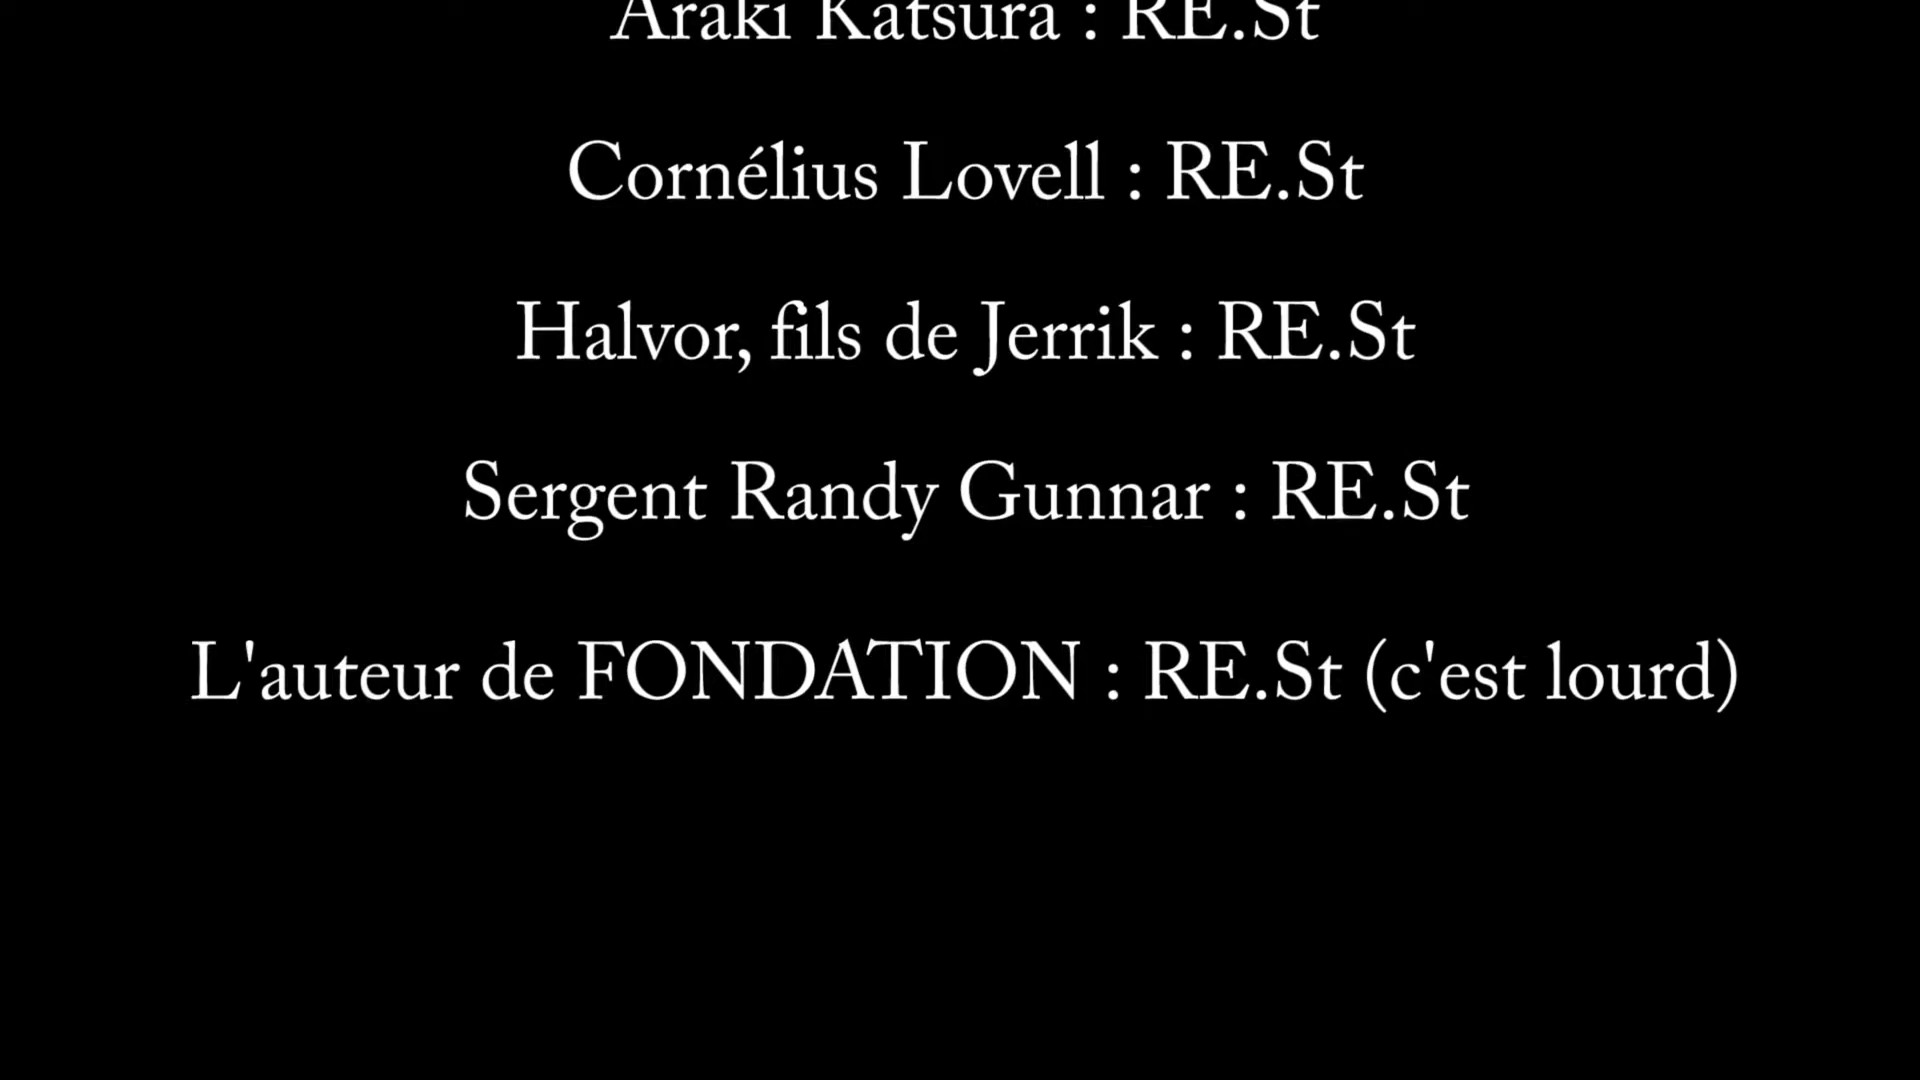 Araki Katsura : RE.St
Cornélius Lovell : RE.St
Halvor, fils de Jerrik : RE.St
Sergent Randy Gunnar : RE.St
L'auteur de FONDATION : RE.St (c'est lourd)